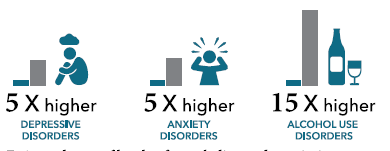 5 X higher
DEPRESSIVE
DISORDERS
5 X higher
ANXIETY
DISORDERS
15 X higher
ALCOHOL USE
DISORDERS